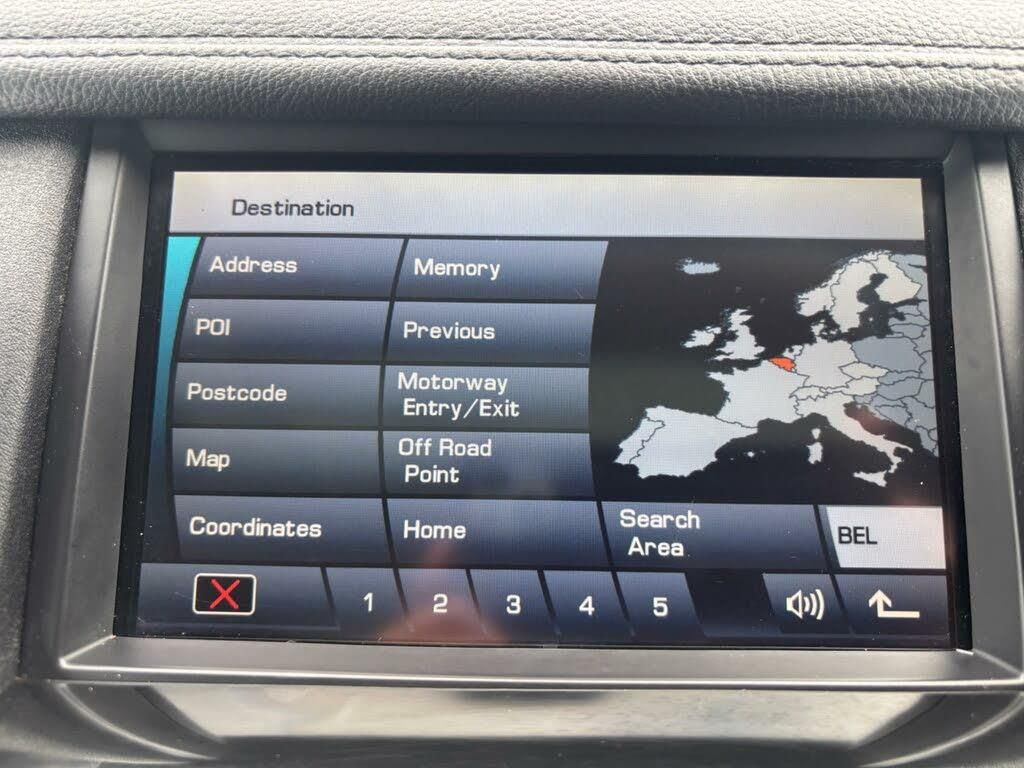 Destination
Address
Memory
POI
Previous
Postcode
Motorway
Entry/Exit
Map
Off Road
Point
Coordinates
Home
Search
Area
BEL
1
2
3
4
5